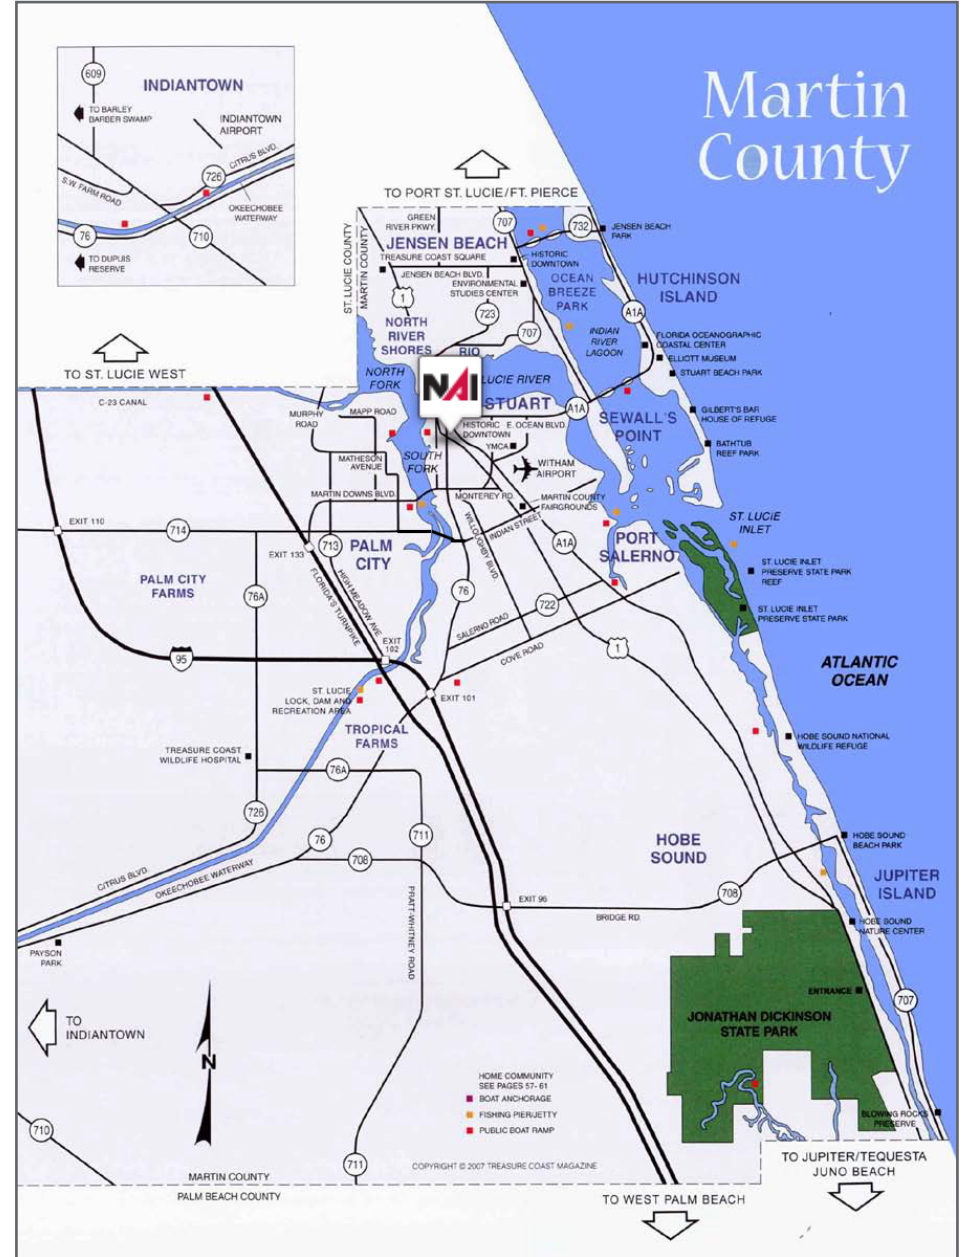 Martin
County
INDIANTOWN
609
TO BARLEY
BARBER SWAMP
INDIANTOWN
AIRPORT
CITRUS BLVD.
726
S.W. FARM ROAD
OKEECHOBEE
WATERWAY
76
710
TO DUPUIS
RESERVE
TO PORT ST. LUCIE/FT. PIERCE
ST. LUCIE COUNTY
MARTIN COUNTY
GREEN
RIVER PKWY.
707
732
JENSEN BEACH
PARK
JENSEN BEACH
TREASURE COAST SQUARE
HISTORIC
DOWNTOWN
JENSEN BEACH BLVD.
ENVIRONMENTAL
STUDIES CENTER
OCEAN
BREEZE
PARK
HUTCHINSON
ISLAND
1
723
707
A1A
NORTH
RIVER
SHORES
RIO
INDIAN
RIVER
LAGOON
FLORIDA OCEANOGRAPHIC
COASTAL CENTER
ELLIOTT MUSEUM
STUART BEACH PARK
TO ST. LUCIE WEST
NORTH
FORK
NAI
LUCIE RIVER
C-23 CANAL
MURPHY
ROAD
MAPP ROAD
STUART
A1A
SEWALL'S
POINT
GILBERT'S BAR
HOUSE OF REFUGE
HISTORIC
DOWNTOWN
E. OCEAN BLVD.
YMCA
BATHTUB
REEF PARK
SOUTH
FORK
MATHESON
AVENUE
WITHAM
AIRPORT
MARTIN DOWNS BLVD.
MONTEREY RD.
MARTIN COUNTY
FAIRGROUNDS
INDIAN STREET
WILLOUGHBY BLVD.
ST. LUCIE
INLET
EXIT 110
714
EXIT 133
713
PALM
CITY
A1A
PORT
SALERNO
ST. LUCIE INLET
PRESERVE STATE PARK
REEF
PALM CITY
FARMS
76A
FLORIDA'S TURNPIKE
HIGH MEADOW AVE
76
722
SALERNO ROAD
COVE ROAD
ST. LUCIE INLET
PRESERVE STATE PARK
1
95
EXIT
102
ATLANTIC
OCEAN
EXIT 101
ST. LUCIE
LOCK, DAM AND
RECREATION AREA
TROPICAL
FARMS
HOBE SOUND NATIONAL
WILDLIFE REFUGE
TREASURE COAST
WILDLIFE HOSPITAL
76A
726
711
76
708
HOBE
SOUND
HOBE SOUND
BEACH PARK
CITRUS BLVD.
OKEECHOBEE WATERWAY
JUPITER
ISLAND
EXIT 96
708
BRIDGE RD.
HOBE SOUND
NATURE CENTER
PRATT-WHITNEY ROAD
PAYSON
PARK
ENTRANCE
707
JONATHAN DICKINSON
STATE PARK
TO
INDIANTOWN
N
HOME COMMUNITY
SEE PAGES 57- 61
BOAT ANCHORAGE
FISHING PIER/JETTY
PUBLIC BOAT RAMP
BLOWING ROCKS
PRESERVE
710
711
COPYRIGHT © 2007 TREASURE COAST MAGAZINE
MARTIN COUNTY
PALM BEACH COUNTY
TO WEST PALM BEACH
TO JUPITER/TEQUESTA
JUNO BEACH